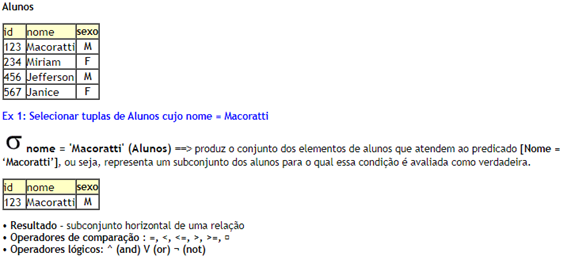 Alunos
id nome sexo
123 Macoratti M
234 Miriam F
456 Jefferson M
567 Janice F
Ex 1: Selecionar tuplas de Alunos cujo nome = Macoratti
σ nome = 'Macoratti' (Alunos) ==> produz o conjunto dos elementos de alunos que atendem ao predicado [Nome =
‘Macoratti’], ou seja, representa um subconjunto dos alunos para o qual essa condição é avaliada como verdadeira.
id nome sexo
123 Macoratti M
• Resultado - subconjunto horizontal de uma relação
• Operadores de comparação : =, <, <=, >, >=, ¤
• Operadores lógicos: ^ (and) V (or) ¬ (not)